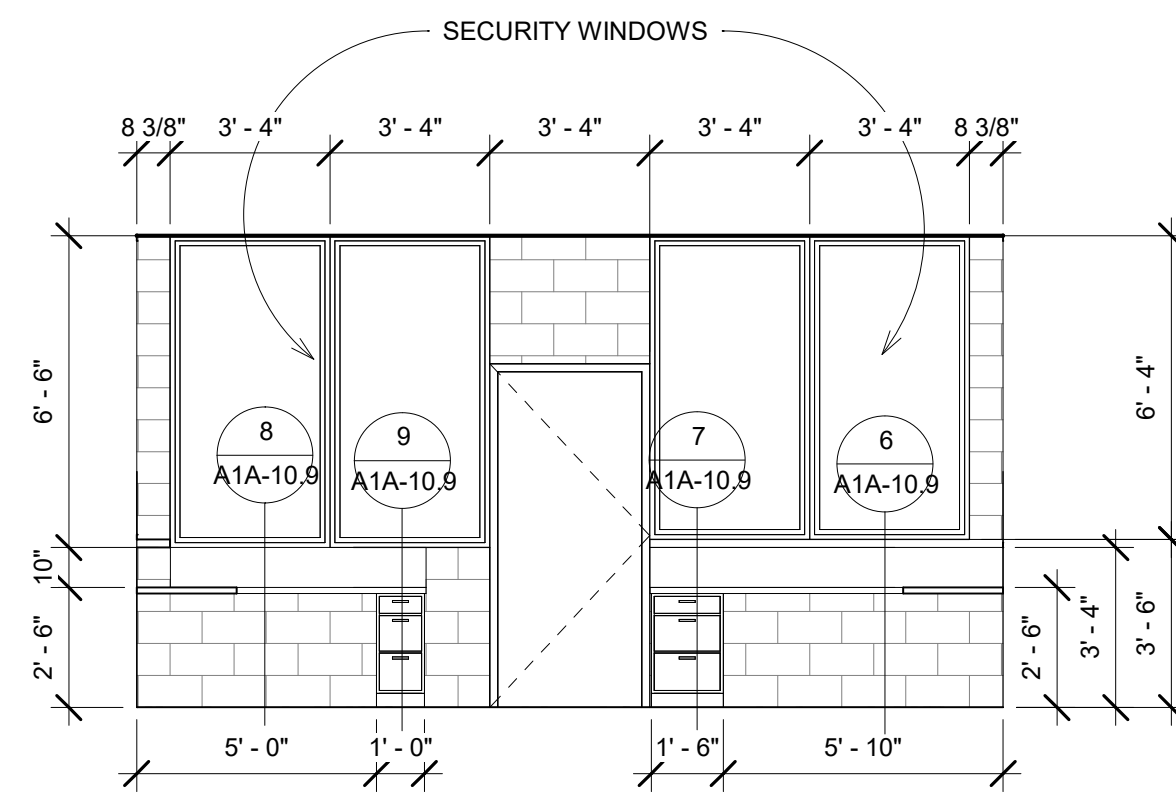 SECURITY WINDOWS
8 3/8" 3' - 4" 3' - 4" 3' - 4" 3' - 4" 3' - 4" 8 3/8"
6' - 6"
6' - 4"
8
A1A-10.9
9
A1A-10.9
7
A1A-10.9
6
A1A-10.9
10"
2' - 6"
2' - 6"
3' - 4"
3' - 6"
5' - 0" 1' - 0" 1' - 6" 5' - 10"